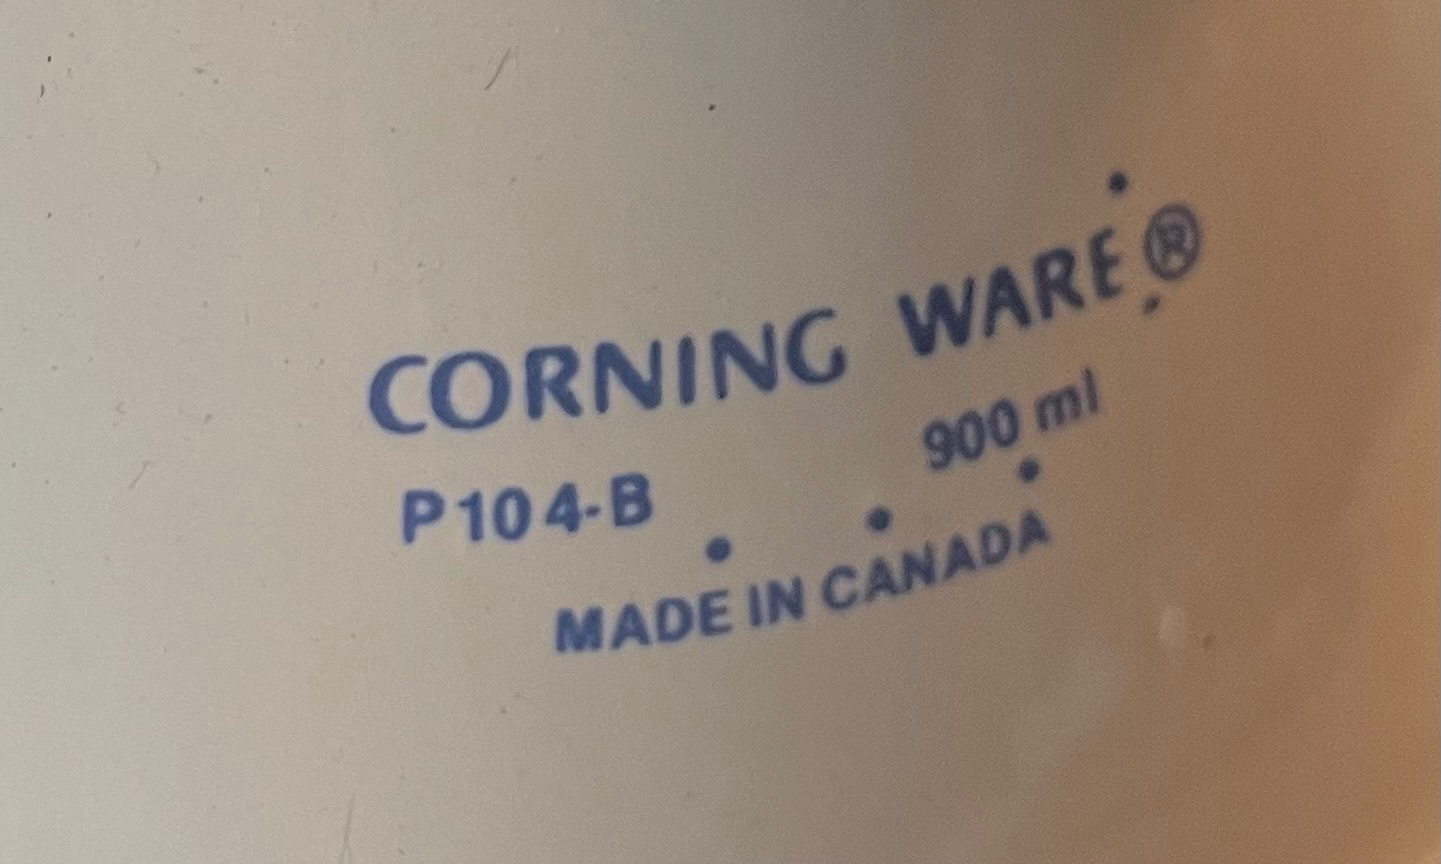 CORNING WARE®
P104-B 900 ml
MADE IN CANADA